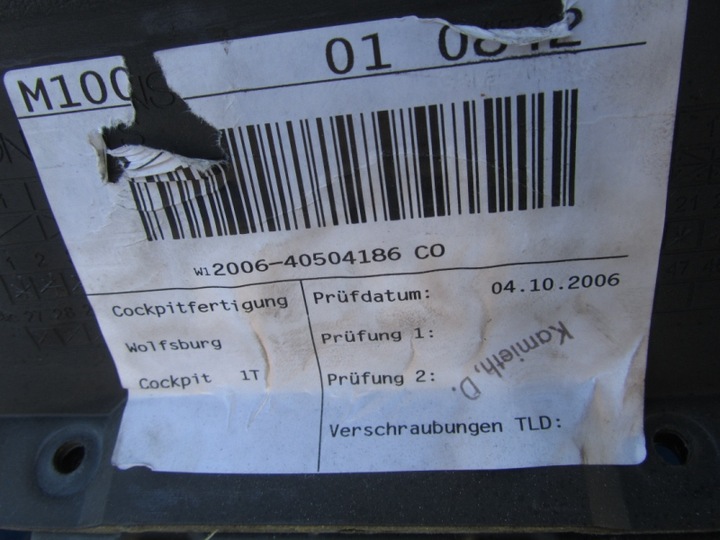 M100
01 0842
W12006-40504186 CO
Cockpitfertigung
Wolfsburg
Cockpit 1T
Prüfdatum: 04.10.2006
Prüfung 1:
Prüfung 2:
Kamieth, D.
Verschraubungen TLD: